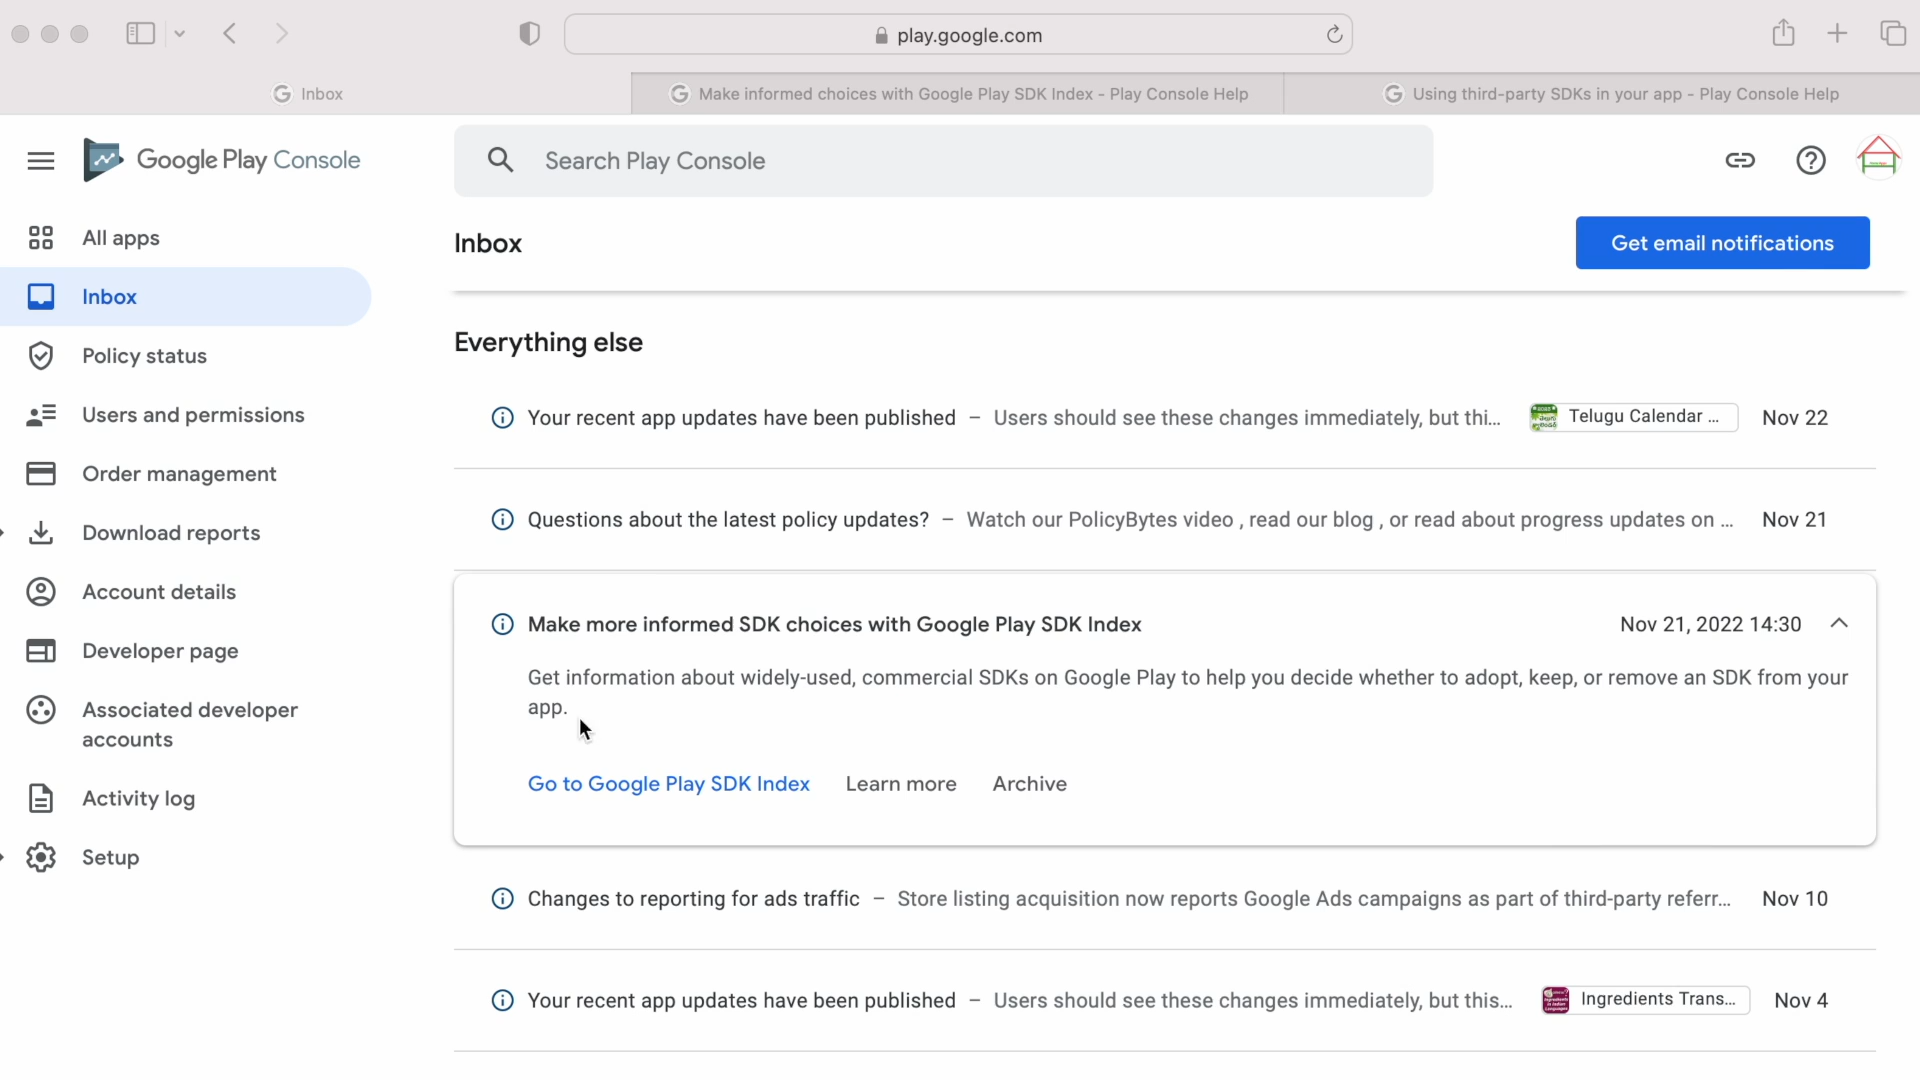 play.google.com
Inbox
Make informed choices with Google Play SDK Index - Play Console Help
Using third-party SDKs in your app - Play Console Help
Google Play Console
Search Play Console
All apps
Inbox
Policy status
Users and permissions
Order management
Download reports
Account details
Developer page
Associated developer
accounts
Activity log
Setup
Inbox
Get email notifications
Everything else
Your recent app updates have been published – Users should see these changes immediately, but thi... Telugu Calendar ... Nov 22
Questions about the latest policy updates? – Watch our PolicyBytes video , read our blog , or read about progress updates on ... Nov 21
Make more informed SDK choices with Google Play SDK Index Nov 21, 2022 14:30
Get information about widely-used, commercial SDKs on Google Play to help you decide whether to adopt, keep, or remove an SDK from your
app.
Go to Google Play SDK Index Learn more Archive
Changes to reporting for ads traffic – Store listing acquisition now reports Google Ads campaigns as part of third-party referr... Nov 10
Your recent app updates have been published – Users should see these changes immediately, but this... Ingredients Trans... Nov 4